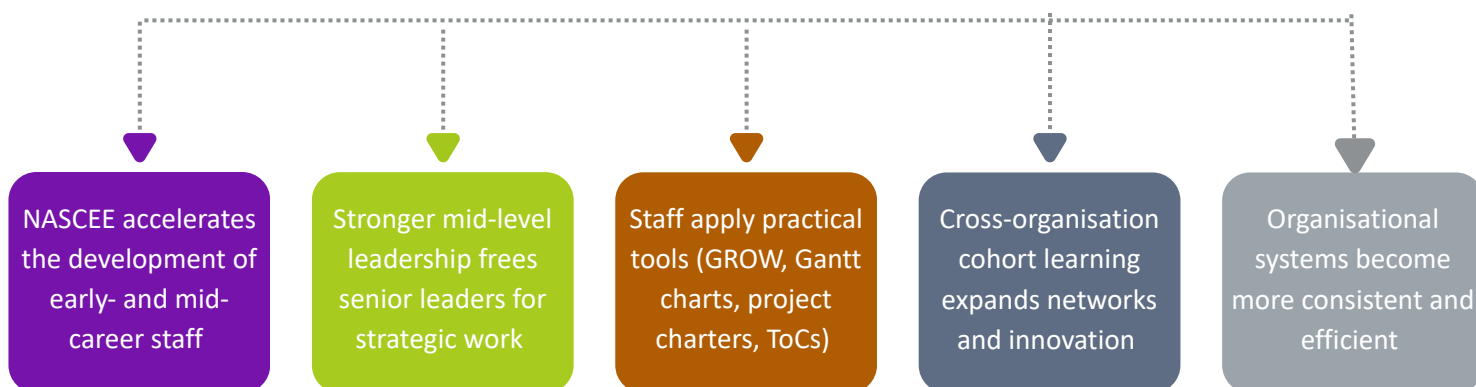 NASCEE accelerates
the development of
early- and mid-
career staff
Stronger mid-level
leadership frees
senior leaders for
strategic work
Staff apply practical
tools (GROW, Gantt
charts, project
charters, ToCs)
Cross-organisation
cohort learning
expands networks
and innovation
Organisational
systems become
more consistent and
efficient